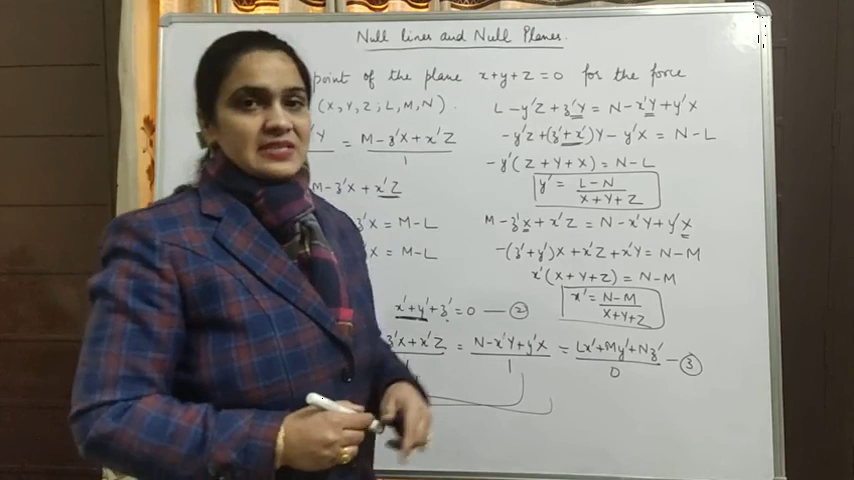 Null lines and Null Planes.
point of the plane x+y+z=0 for the force
(X, Y, Z; L, M, N).
L-y'Z+z'Y = N-x'Y+y'X
'Y = M-z'X+x'Z / 1
-y'Z+(z'+x')Y-y'X = N-L
-y'(Z+Y+X) = N-L
M-z'X+x'Z
y' = L-N / X+Y+Z
z'X = M-L
M-z'X+x'Z = N-x'Y+y'X
X = M-L
-(z'+y')X+x'Z+x'Y = N-M
x'(X+Y+Z) = N-M
x'+y'+z'=0 — ②
x' = N-M / X+Y+Z
z'X+x'Z / 1 = N-x'Y+y'X / 1 = Lx'+My'+Nz' / 0 — ③